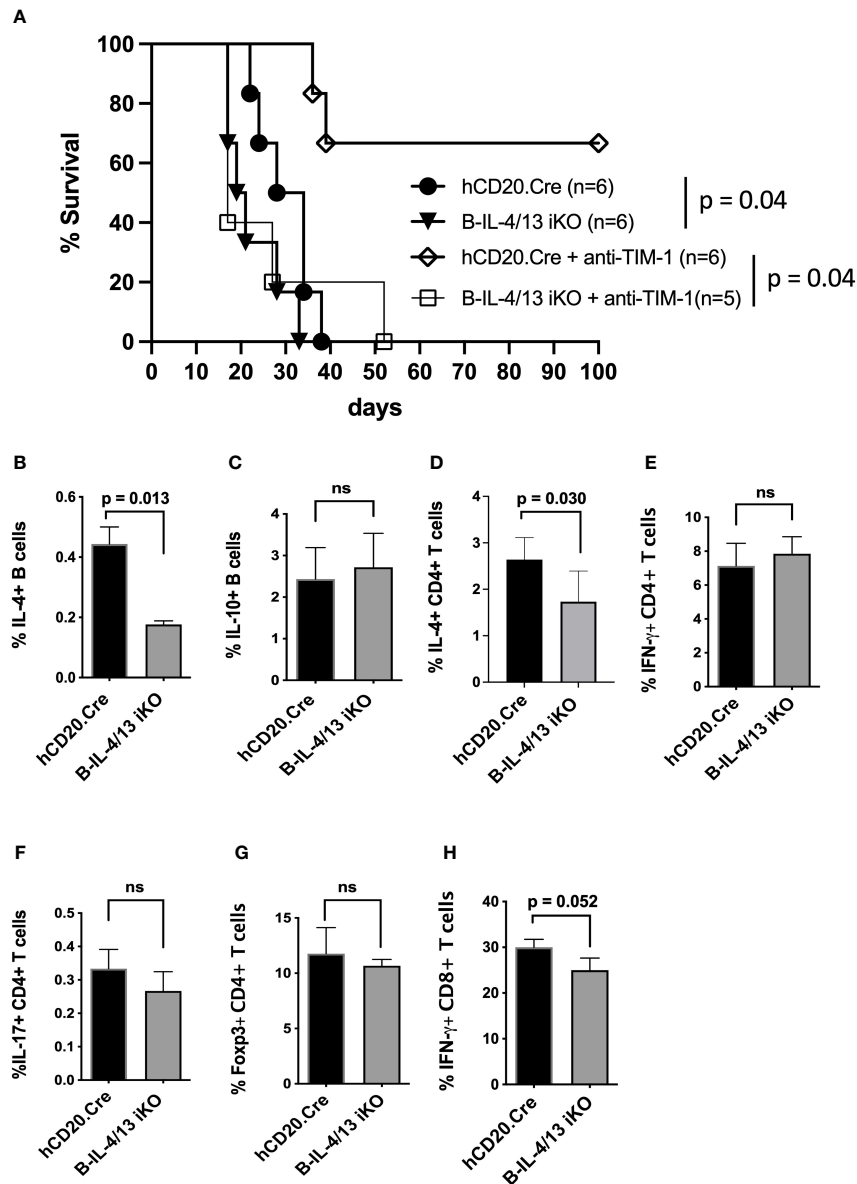 A
% Survival
100
80
60
40
20
0
0 10 20 30 40 50 60 70 80 90 100
days
hCD20.Cre (n=6)
B-IL-4/13 iKO (n=6)
hCD20.Cre + anti-TIM-1 (n=6)
B-IL-4/13 iKO + anti-TIM-1(n=5)
p = 0.04
p = 0.04
B
% IL-4+ B cells
0.6
0.4
0.2
0.0
p = 0.013
hCD20.Cre
B-IL-4/13 iKO
C
% IL-10+ B cells
4
3
2
1
0
ns
hCD20.Cre
B-IL-4/13 iKO
D
% IL-4+ CD4+ T cells
4
3
2
1
0
p = 0.030
hCD20.Cre
B-IL-4/13 iKO
E
% IFN-γ+ CD4+ T cells
10
8
6
4
2
0
ns
hCD20.Cre
B-IL-4/13 iKO
F
%IL-17+ CD4+ T cells
0.5
0.4
0.3
0.2
0.1
0.0
ns
hCD20.Cre
B-IL-4/13 iKO
G
% Foxp3+ CD4+ T cells
15
10
5
0
ns
hCD20.Cre
B-IL-4/13 iKO
H
% IFN-γ+ CD8+ T cells
40
30
20
10
0
p = 0.052
hCD20.Cre
B-IL-4/13 iKO